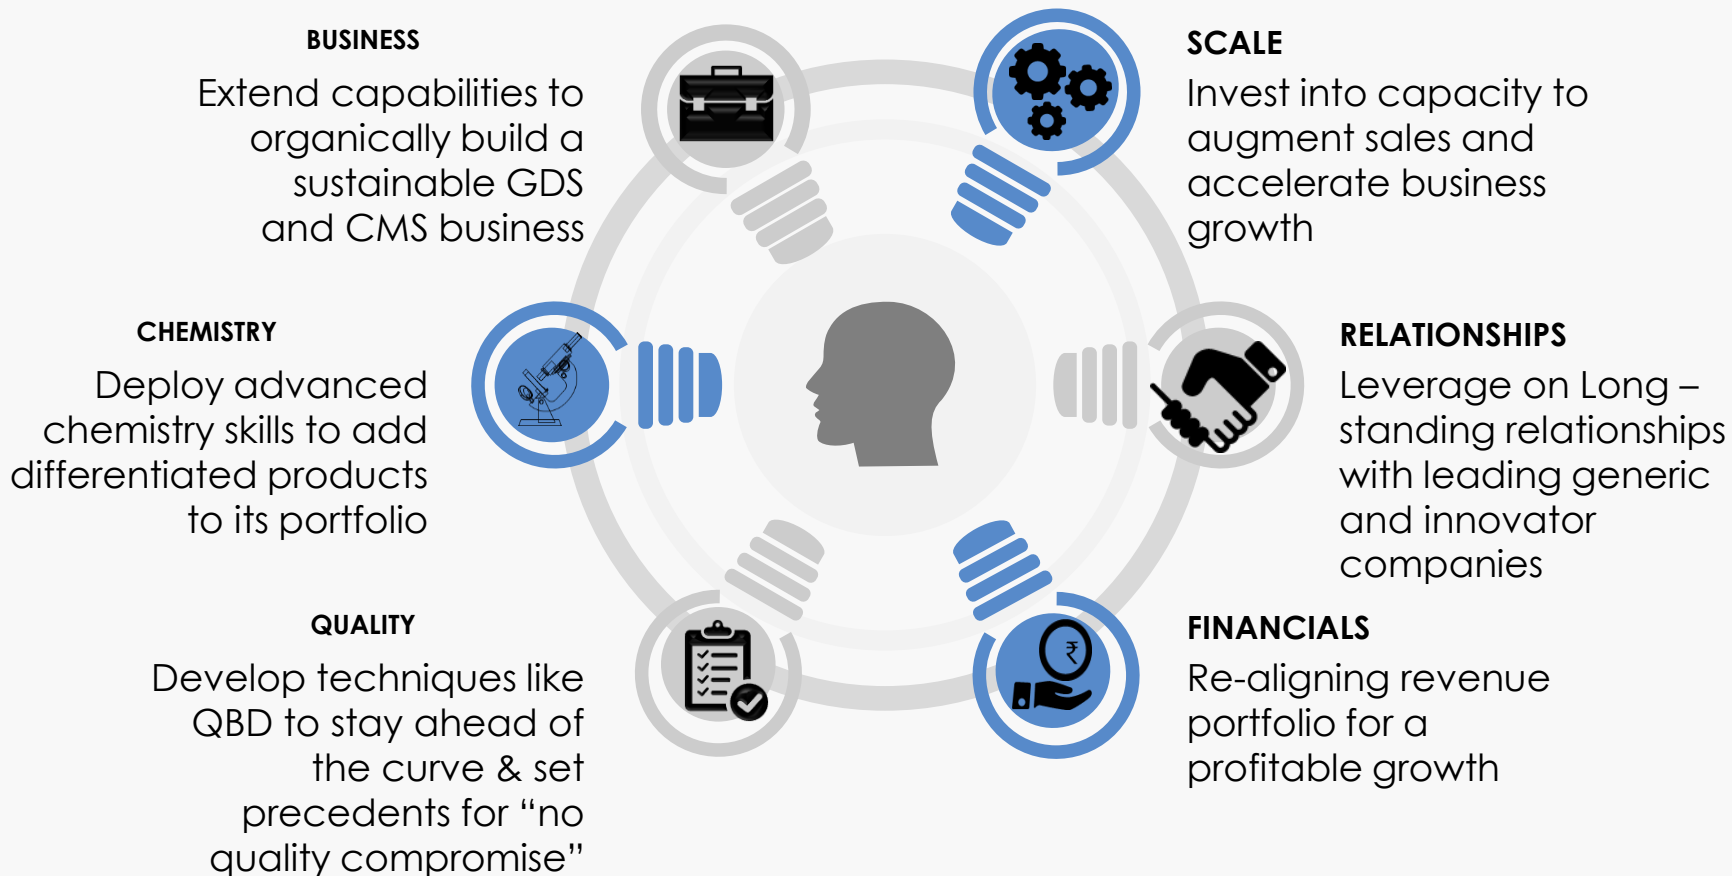 BUSINESS
Extend capabilities to
organically build a
sustainable GDS
and CMS business
CHEMISTRY
Deploy advanced
chemistry skills to add
differentiated products
to its portfolio
QUALITY
Develop techniques like
QBD to stay ahead of
the curve & set
precedents for “no
quality compromise”
SCALE
Invest into capacity to
augment sales and
accelerate business
growth
RELATIONSHIPS
Leverage on Long –
standing relationships
with leading generic
and innovator
companies
FINANCIALS
₹
Re-aligning revenue
portfolio for a
profitable growth